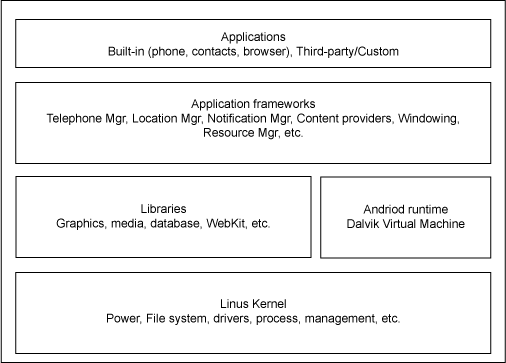 Applications
Built-in (phone, contacts, browser), Third-party/Custom
Application frameworks
Telephone Mgr, Location Mgr, Notification Mgr, Content providers, Windowing,
Resource Mgr, etc.
Libraries
Graphics, media, database, WebKit, etc.
Andriod runtime
Dalvik Virtual Machine
Linus Kernel
Power, File system, drivers, process, management, etc.